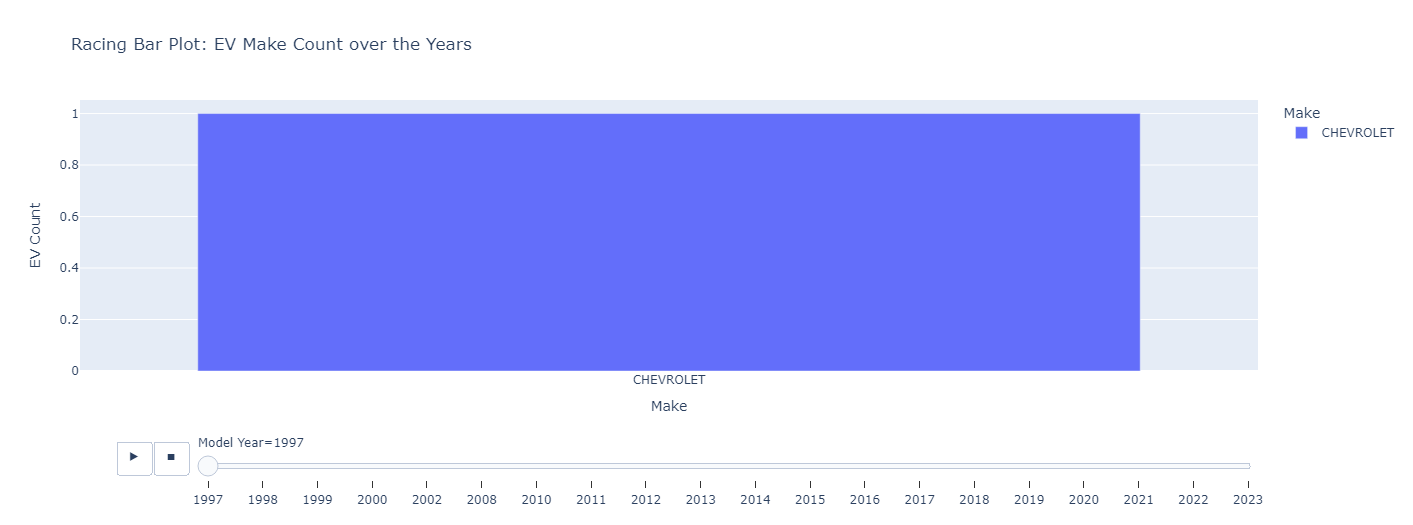 Racing Bar Plot: EV Make Count over the Years
1
0.8
0.6
0.4
0.2
0
EV Count
CHEVROLET
Make
Make
CHEVROLET
Model Year=1997
1997 1998 1999 2000 2002 2008 2010 2011 2012 2013 2014 2015 2016 2017 2018 2019 2020 2021 2022 2023